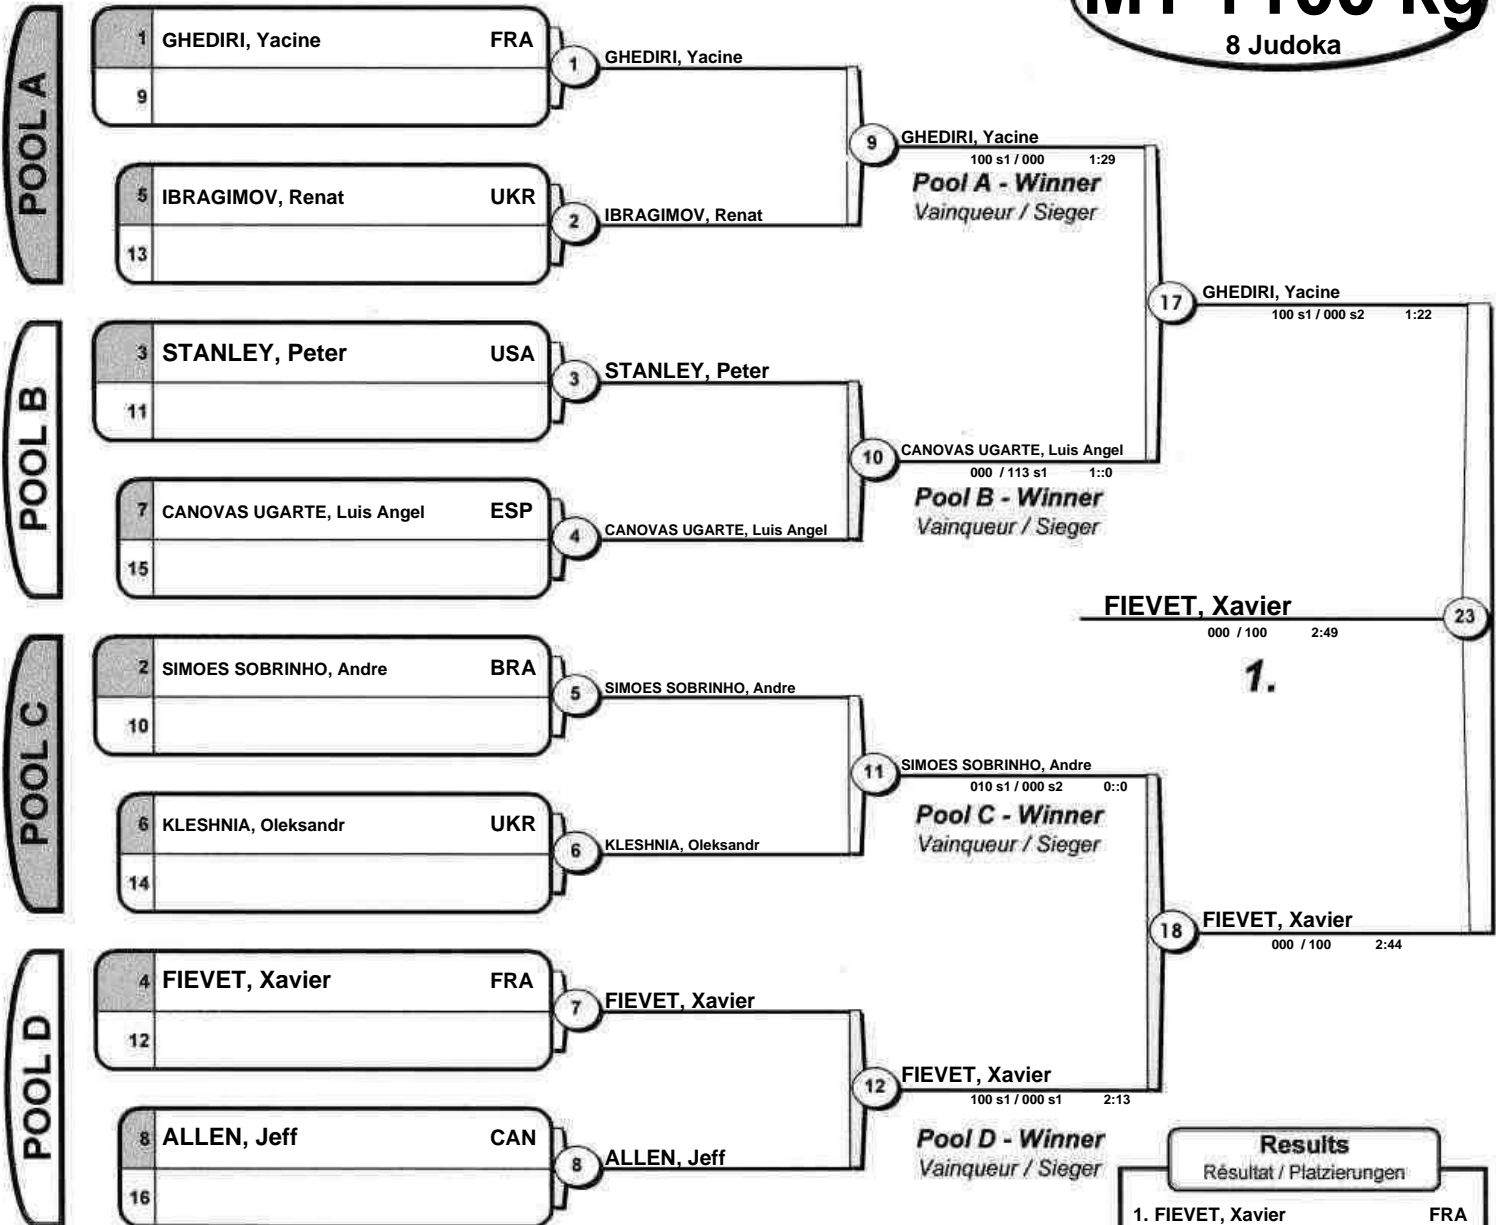 8 Judoka
POOL A
1 GHEDIRI, Yacine FRA
9
1 GHEDIRI, Yacine
5 IBRAGIMOV, Renat UKR
13
2 IBRAGIMOV, Renat
9 GHEDIRI, Yacine
100 s1 / 000 1:29
Pool A - Winner
Vainqueur / Sieger
POOL B
3 STANLEY, Peter USA
11
3 STANLEY, Peter
7 CANOVAS UGARTE, Luis Angel ESP
15
4 CANOVAS UGARTE, Luis Angel
10 CANOVAS UGARTE, Luis Angel
000 / 113 s1 1::0
Pool B - Winner
Vainqueur / Sieger
17 GHEDIRI, Yacine
100 s1 / 000 s2 1:22
FIEVET, Xavier 23
000 / 100 2:49
1.
POOL C
2 SIMOES SOBRINHO, Andre BRA
10
5 SIMOES SOBRINHO, Andre
6 KLESHNIA, Oleksandr UKR
14
6 KLESHNIA, Oleksandr
11 SIMOES SOBRINHO, Andre
010 s1 / 000 s2 0::0
Pool C - Winner
Vainqueur / Sieger
POOL D
4 FIEVET, Xavier FRA
12
7 FIEVET, Xavier
8 ALLEN, Jeff CAN
16
8 ALLEN, Jeff
12 FIEVET, Xavier
100 s1 / 000 s1 2:13
Pool D - Winner
Vainqueur / Sieger
18 FIEVET, Xavier
000 / 100 2:44
Results
Résultat / Platzierungen
1. FIEVET, Xavier FRA